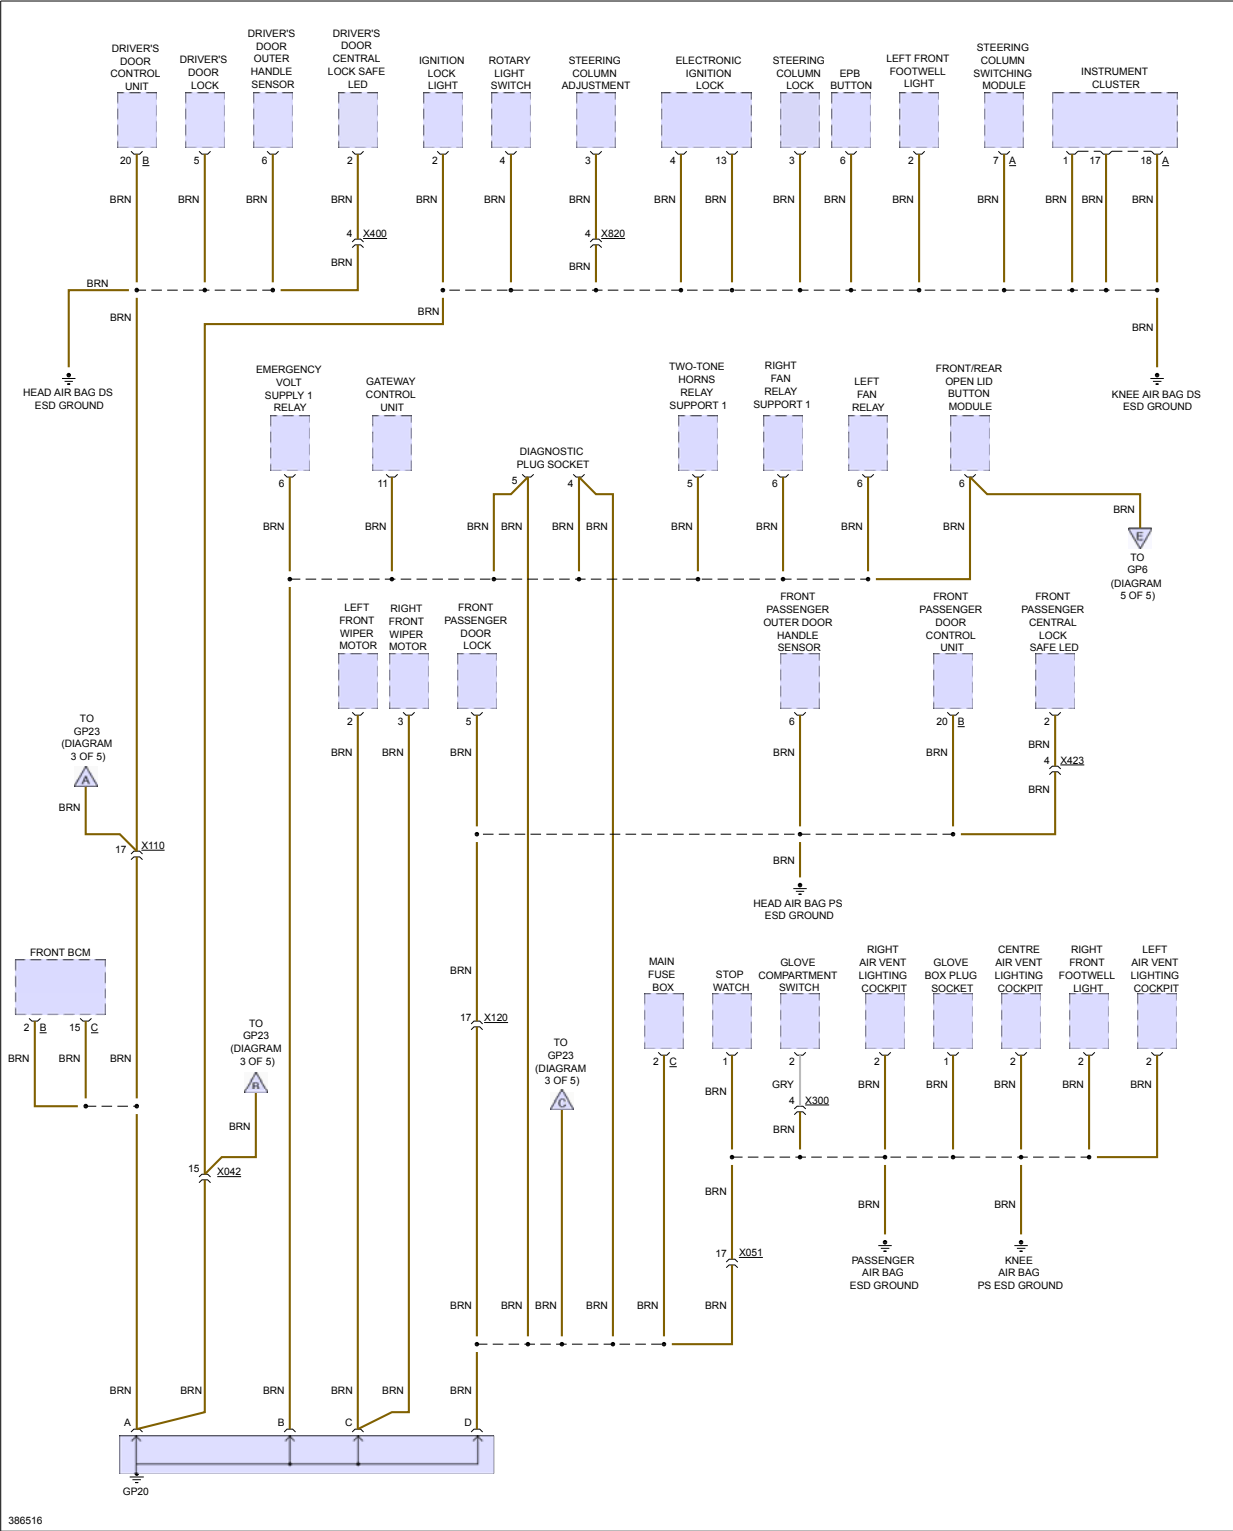 DRIVER'S
DOOR
CONTROL
UNIT
DRIVER'S
DOOR
LOCK
DRIVER'S
DOOR
OUTER
HANDLE
SENSOR
DRIVER'S
DOOR
CENTRAL
LOCK SAFE
LED
IGNITION
LOCK
LIGHT
ROTARY
LIGHT
SWITCH
STEERING
COLUMN
ADJUSTMENT
ELECTRONIC
IGNITION
LOCK
STEERING
COLUMN
LOCK
EPB
BUTTON
LEFT FRONT
FOOTWELL
LIGHT
STEERING
COLUMN
SWITCHING
MODULE
INSTRUMENT
CLUSTER
20 B 5 6 2 2 4 3 4 13 3 6 2 7 A 1 17 18 A
BRN BRN BRN BRN BRN BRN BRN BRN BRN BRN BRN BRN BRN BRN BRN
4 X400 4 X820
BRN BRN
BRN
BRN BRN BRN
HEAD AIR BAG DS
ESD GROUND
KNEE AIR BAG DS
ESD GROUND
EMERGENCY
VOLT
SUPPLY 1
RELAY
GATEWAY
CONTROL
UNIT
DIAGNOSTIC
PLUG SOCKET
TWO-TONE
HORNS
RELAY
SUPPORT 1
RIGHT
FAN
RELAY
SUPPORT 1
LEFT
FAN
RELAY
FRONT/REAR
OPEN LID
BUTTON
MODULE
6 11 5 4 5 6 6 6
BRN
BRN BRN BRN BRN BRN BRN BRN BRN BRN BRN
E
TO
GP6
(DIAGRAM
5 OF 5)
LEFT
FRONT
WIPER
MOTOR
RIGHT
FRONT
WIPER
MOTOR
FRONT
PASSENGER
DOOR
LOCK
FRONT
PASSENGER
OUTER DOOR
HANDLE
SENSOR
FRONT
PASSENGER
DOOR
CONTROL
UNIT
FRONT
PASSENGER
CENTRAL
LOCK
SAFE LED
2 3 5 6 20 B 2
BRN BRN BRN BRN BRN BRN
4 X423
BRN
TO
GP23
(DIAGRAM
3 OF 5)
A
BRN
17 X110
BRN
HEAD AIR BAG PS
ESD GROUND
FRONT BCM
2 B 15 C
BRN BRN BRN
TO
GP23
(DIAGRAM
3 OF 5)
B
BRN
15 X042
BRN
17 X120
TO
GP23
(DIAGRAM
3 OF 5)
C
MAIN
FUSE
BOX
STOP
WATCH
GLOVE
COMPARTMENT
SWITCH
RIGHT
AIR VENT
LIGHTING
COCKPIT
GLOVE
BOX PLUG
SOCKET
CENTRE
AIR VENT
LIGHTING
COCKPIT
RIGHT
FRONT
FOOTWELL
LIGHT
LEFT
AIR VENT
LIGHTING
COCKPIT
2 C 1 2 2 1 2 2 2
BRN GRY BRN BRN BRN BRN BRN
4 X300
BRN
BRN BRN BRN
17 X051
PASSENGER
AIR BAG
ESD GROUND
KNEE
AIR BAG
PS ESD GROUND
BRN BRN BRN BRN BRN
BRN BRN BRN BRN BRN BRN
A B C D
GP20
386516